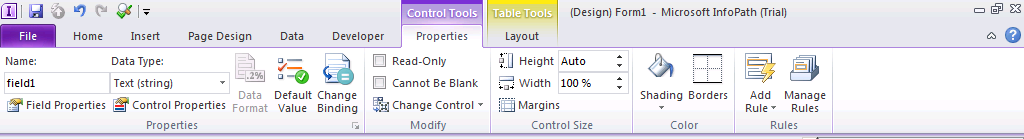 Control Tools Table Tools (Design) Form1 - Microsoft InfoPath (Trial)
File Home Insert Page Design Data Developer Properties Layout
Name: Data Type:
field1 Text (string)
Field Properties Control Properties
Data Format
Default Value
Change Binding
Properties
Read-Only
Cannot Be Blank
Change Control
Modify
Height Auto
Width 100 %
Margins
Control Size
Shading Borders
Color
Add Rule
Manage Rules
Rules